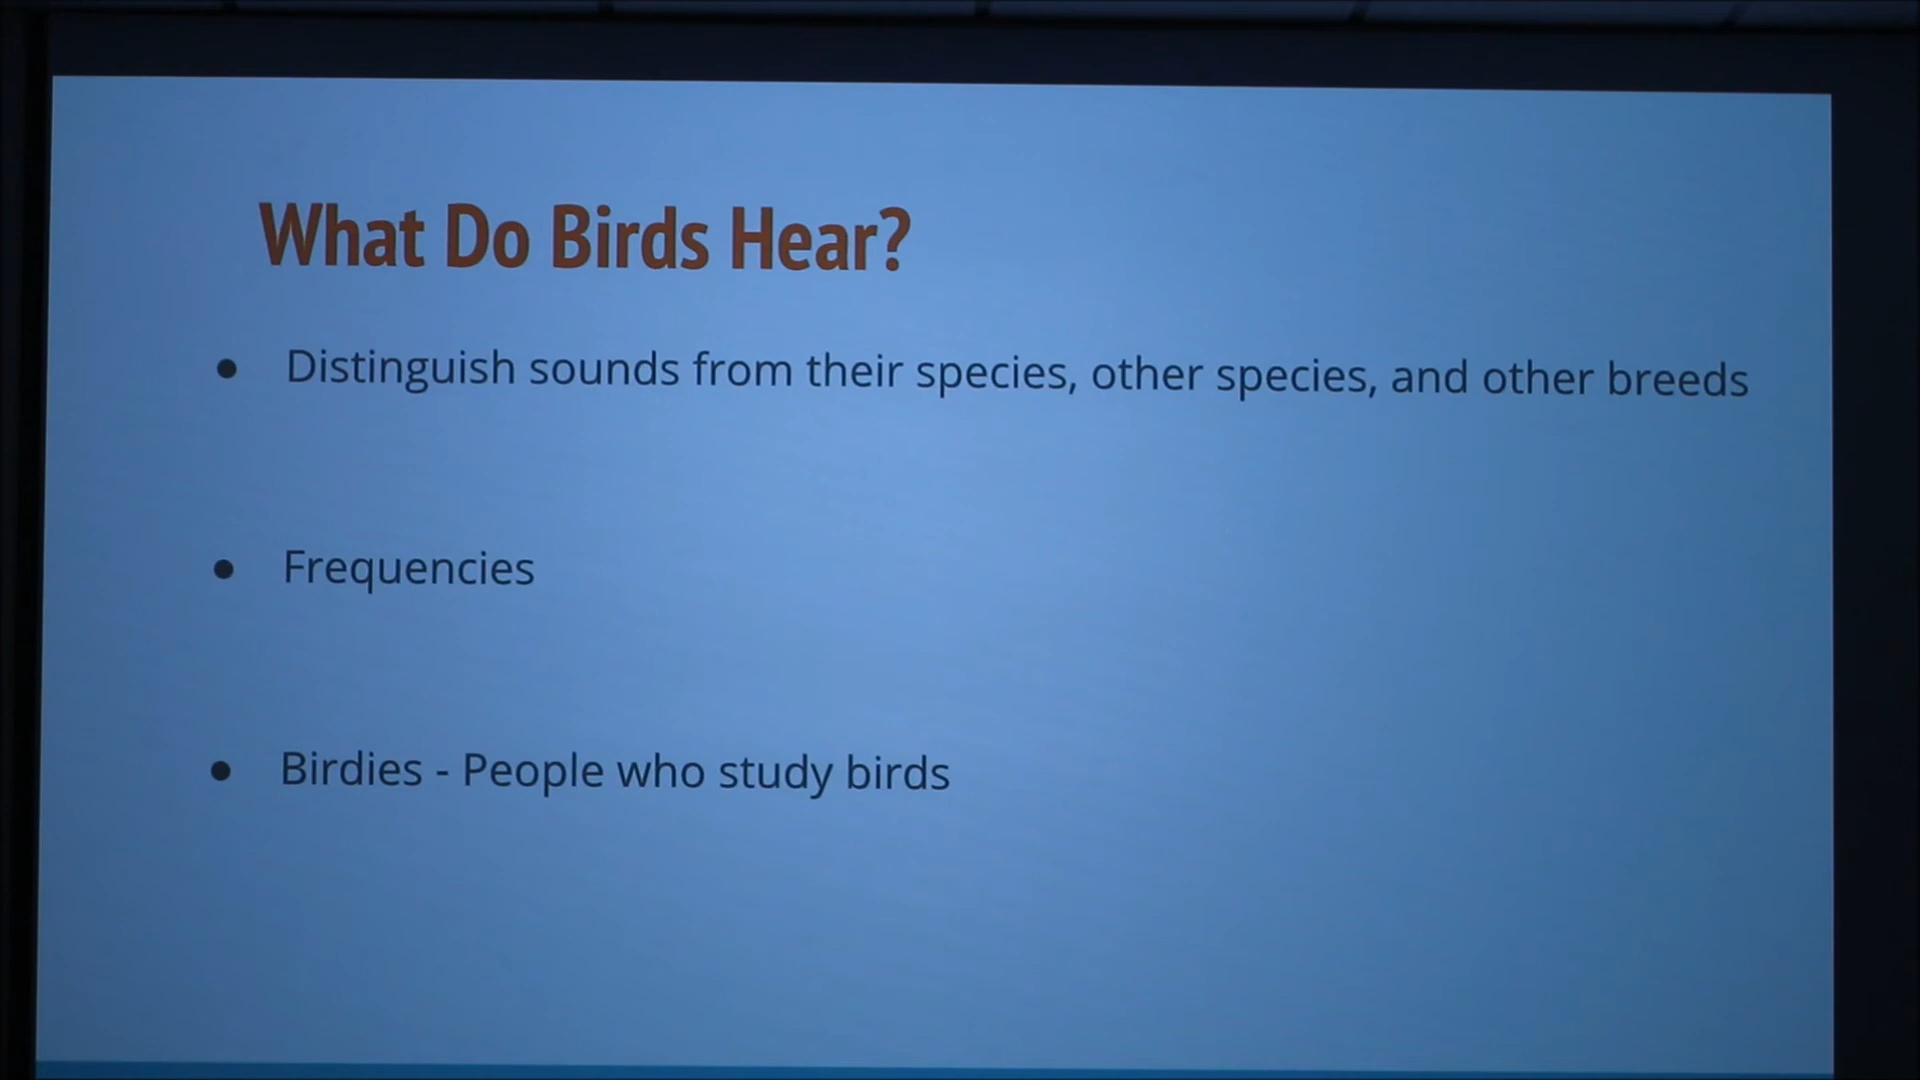 What Do Birds Hear?
● Distinguish sounds from their species, other species, and other breeds
● Frequencies
● Birdies - People who study birds